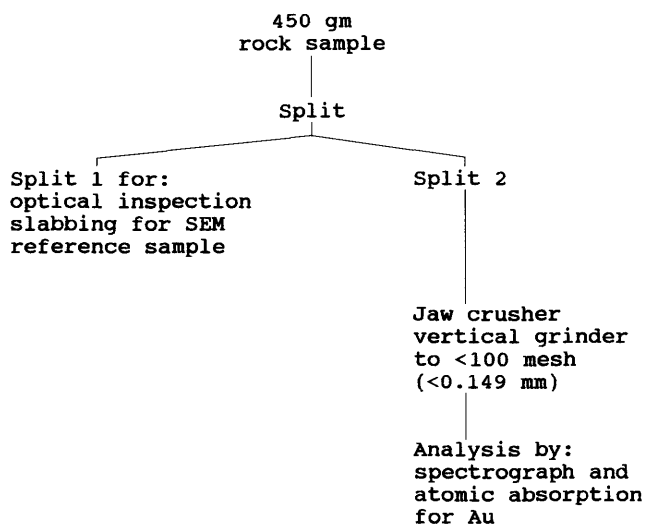 450 gm
rock sample
Split
Split 1 for:
optical inspection
slabbing for SEM
reference sample
Split 2
Jaw crusher
vertical grinder
to <100 mesh
(<0.149 mm)
Analysis by:
spectrograph and
atomic absorption
for Au